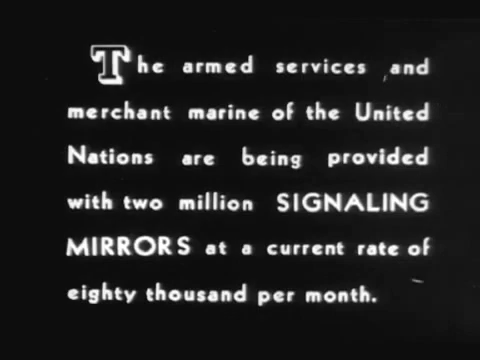 The armed services and
merchant marine of the United
Nations are being provided
with two million SIGNALING
MIRRORS at a current rate of
eighty thousand per month.